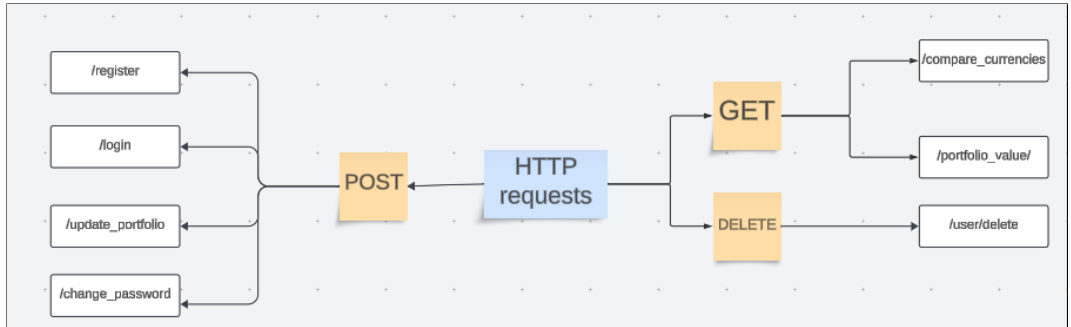 /register
/login
/update_portfolio
/change_password
POST
HTTP
requests
GET
DELETE
/compare_currencies
/portfolio_value/
/user/delete